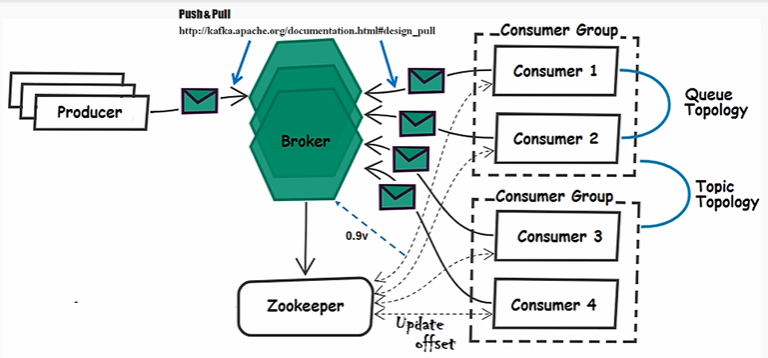 Push&Pull
http://kafka.apache.org/documentation.html#design_pull
Producer
Broker
0.9v
Zookeeper
Update
offset
Consumer Group
Consumer 1
Consumer 2
Queue
Topology
Topic
Topology
Consumer Group
Consumer 3
Consumer 4